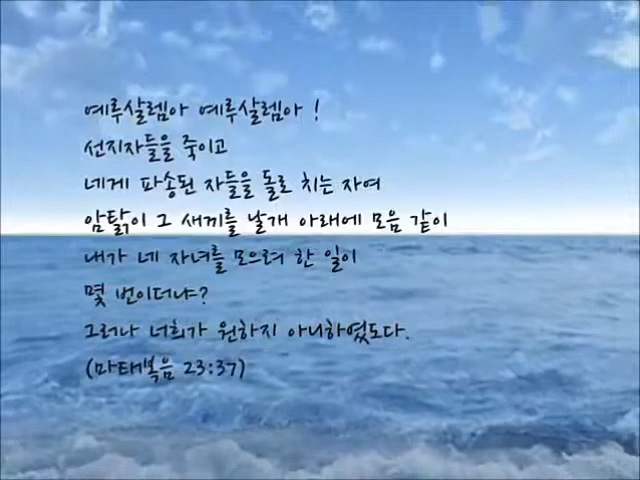 예루살렘아 예루살렘아 !
선지자들을 죽이고
네게 파송된 자들을 돌로 치는 자여
암탉이 그 새끼를 날개 아래에 모음 같이
내가 네 자녀를 모으려 한 일이
몇 번이더냐?
그러나 너희가 원하지 아니하였도다.
(마태복음 23:37)